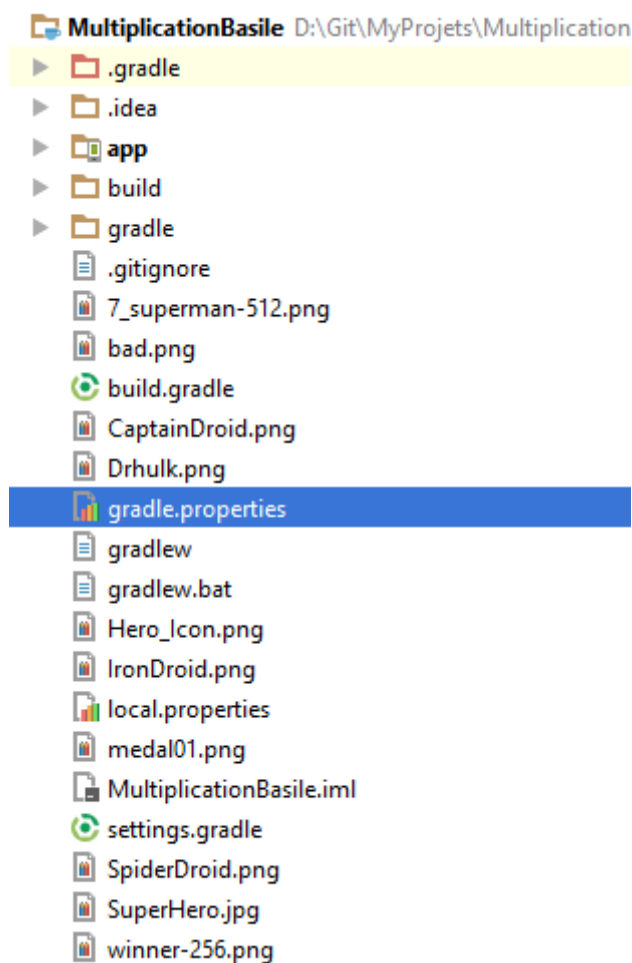 MultiplicationBasile D:\Git\MyProjets\Multiplication
.gradle
.idea
app
build
gradle
.gitignore
7_superman-512.png
bad.png
build.gradle
CaptainDroid.png
Drhulk.png
gradle.properties
gradlew
gradlew.bat
Hero_Icon.png
IronDroid.png
local.properties
medal01.png
MultiplicationBasile.iml
settings.gradle
SpiderDroid.png
SuperHero.jpg
winner-256.png